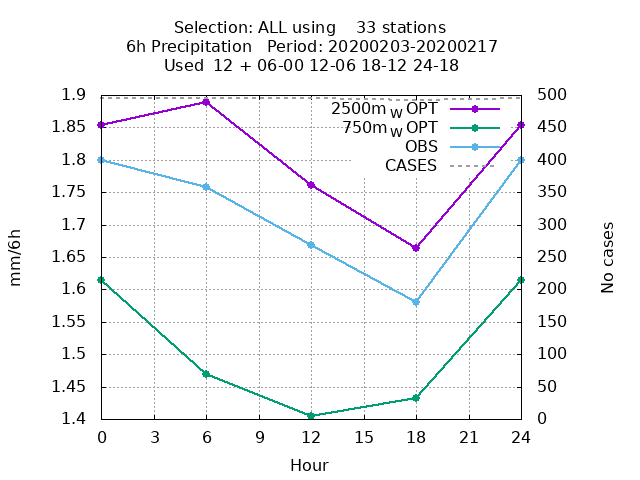 Selection: ALL using    33 stations
6h Precipitation   Period: 20200203-20200217
Used  12 + 06-00 12-06 18-12 24-18
1.9 500
2500m W OPT
1.85 450
750m W OPT
OBS
1.8 400
CASES
1.75 350
1.7 300
1.65 250
1.6 200
1.55 150
1.5 100
1.45 50
1.4 0
mm/6h
No cases
0 3 6 9 12 15 18 21 24
Hour